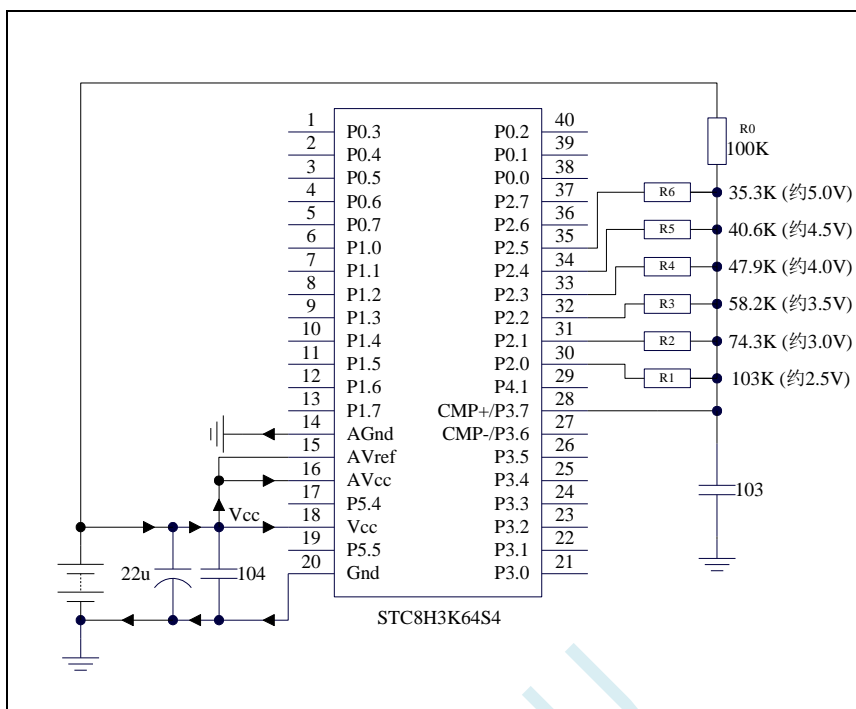 R0
100K
1 P0.3 P0.2 40
2 P0.4 P0.1 39
3 P0.5 P0.0 38
4 P0.6 P2.7 37
5 P0.7 P2.6 36
6 P1.0 P2.5 35
R6 35.3K (约5.0V)
7 P1.1 P2.4 34
R5 40.6K (约4.5V)
8 P1.2 P2.3 33
R4 47.9K (约4.0V)
9 P1.3 P2.2 32
R3 58.2K (约3.5V)
10 P1.4 P2.1 31
R2 74.3K (约3.0V)
11 P1.5 P2.0 30
R1 103K (约2.5V)
12 P1.6 P4.1 29
13 P1.7 CMP+/P3.7 28
14 AGnd CMP-/P3.6 27
15 AVref P3.5 26
16 AVcc P3.4 25
103
17 P5.4 P3.3 24
Vcc
18 Vcc P3.2 23
19 P5.5 P3.1 22
20 Gnd P3.0 21
22u 104
STC8H3K64S4